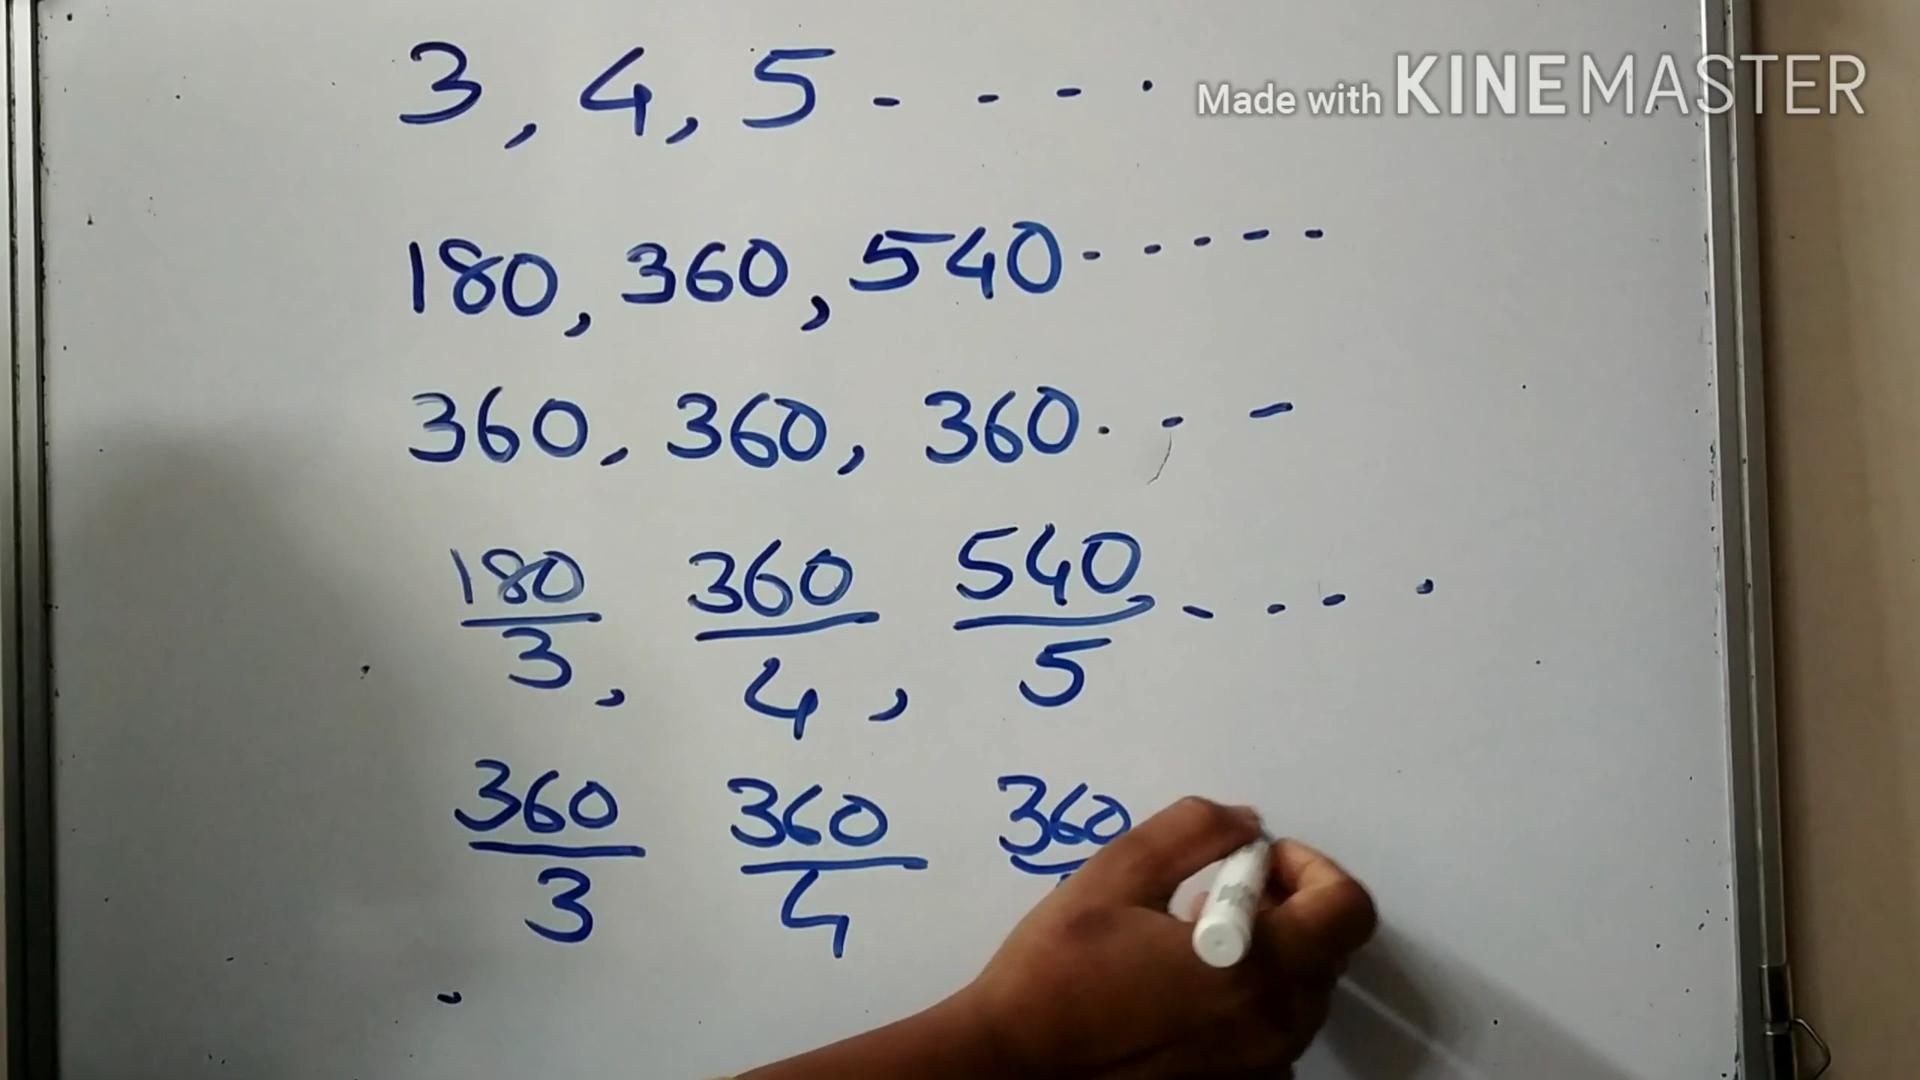 3, 4, 5 - - - .
Made with KINEMASTER
180, 360, 540 - - - - -
360, 360, 360 . - -
180/3, 360/4, 540/5 - - - .
360/3 360/4 360